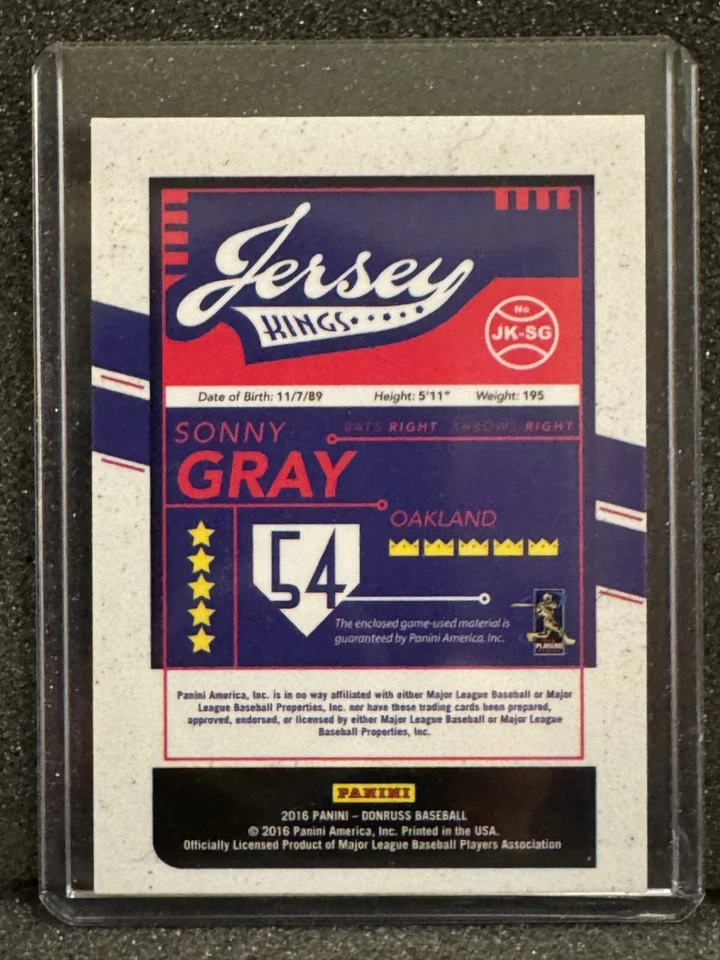 Jersey
KINGS
No
JK-SG
Date of Birth: 11/7/89 Height: 5'11" Weight: 195
SONNY BATS RIGHT THROWS RIGHT
GRAY
OAKLAND
54
The enclosed game-used material is
guaranteed by Panini America, Inc.
PLAYERS
Panini America, Inc. is in no way affiliated with either Major League Baseball or Major
League Baseball Properties, Inc. nor have these trading cards been prepared,
approved, endorsed, or licensed by either Major League Baseball or Major League
Baseball Properties, Inc.
PANINI
2016 PANINI – DONRUSS BASEBALL
© 2016 Panini America, Inc. Printed in the USA.
Officially Licensed Product of Major League Baseball Players Association